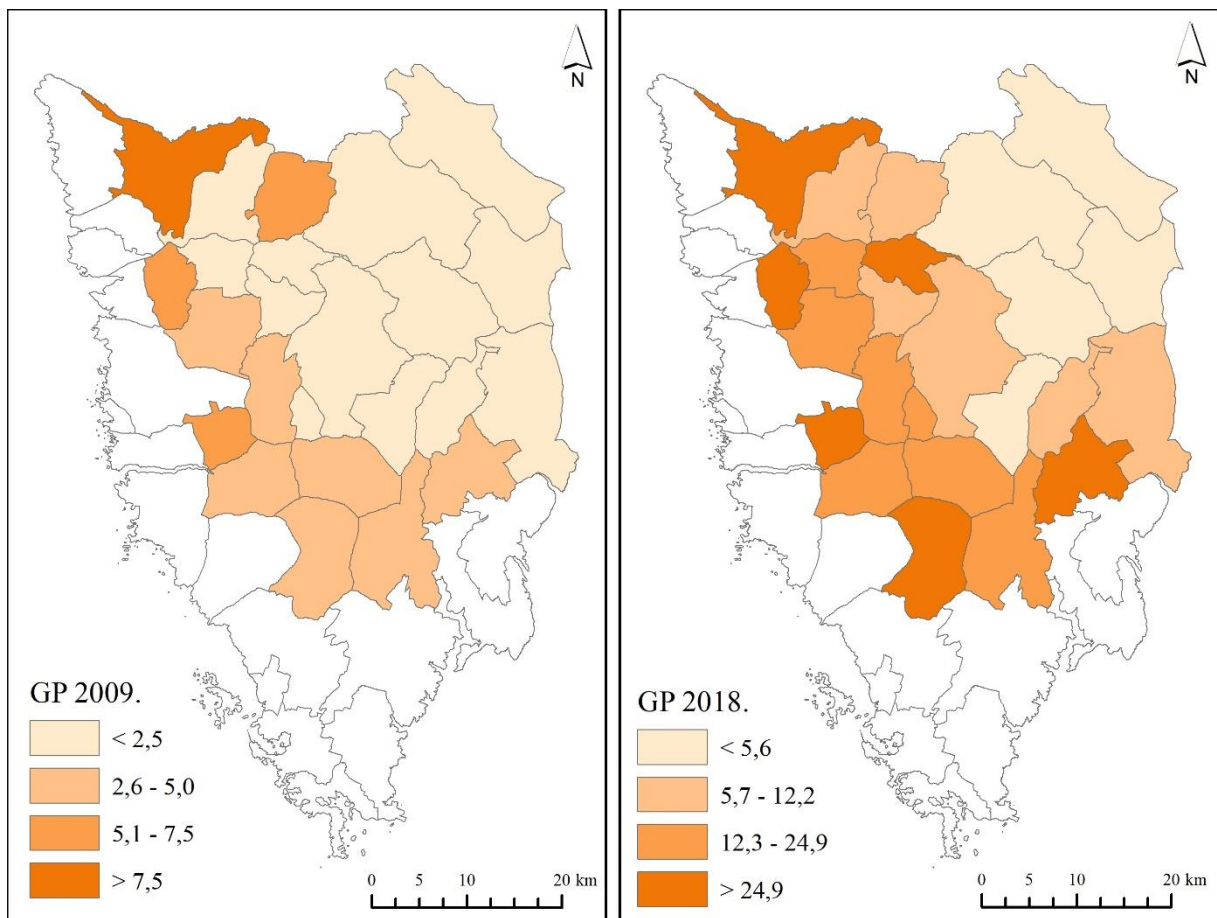 N
GP 2009.
< 2,5
2,6 - 5,0
5,1 - 7,5
> 7,5
0 5 10 20 km
N
GP 2018.
< 5,6
5,7 - 12,2
12,3 - 24,9
> 24,9
0 5 10 20 km